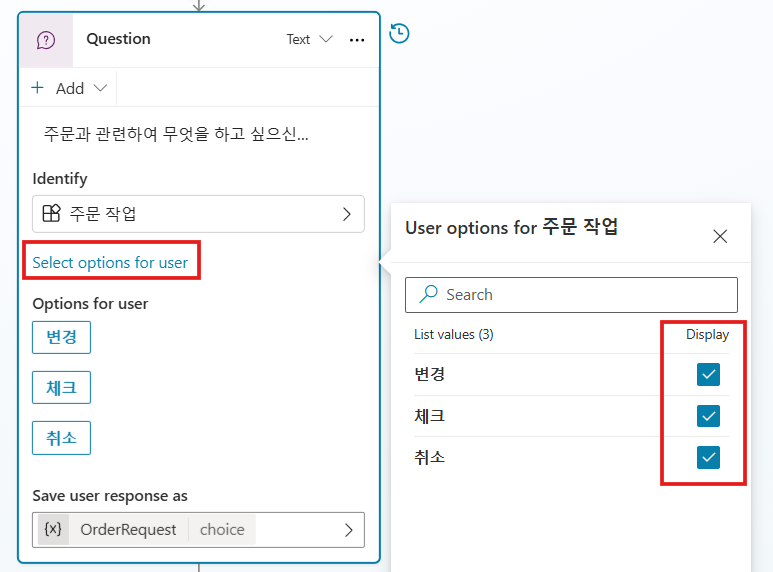 Question
Text
Add
주문과 관련하여 무엇을 하고 싶으신...
Identify
주문 작업
Select options for user
Options for user
변경
체크
취소
Save user response as
{x} OrderRequest choice
User options for 주문 작업
Search
List values (3) Display
변경
체크
취소